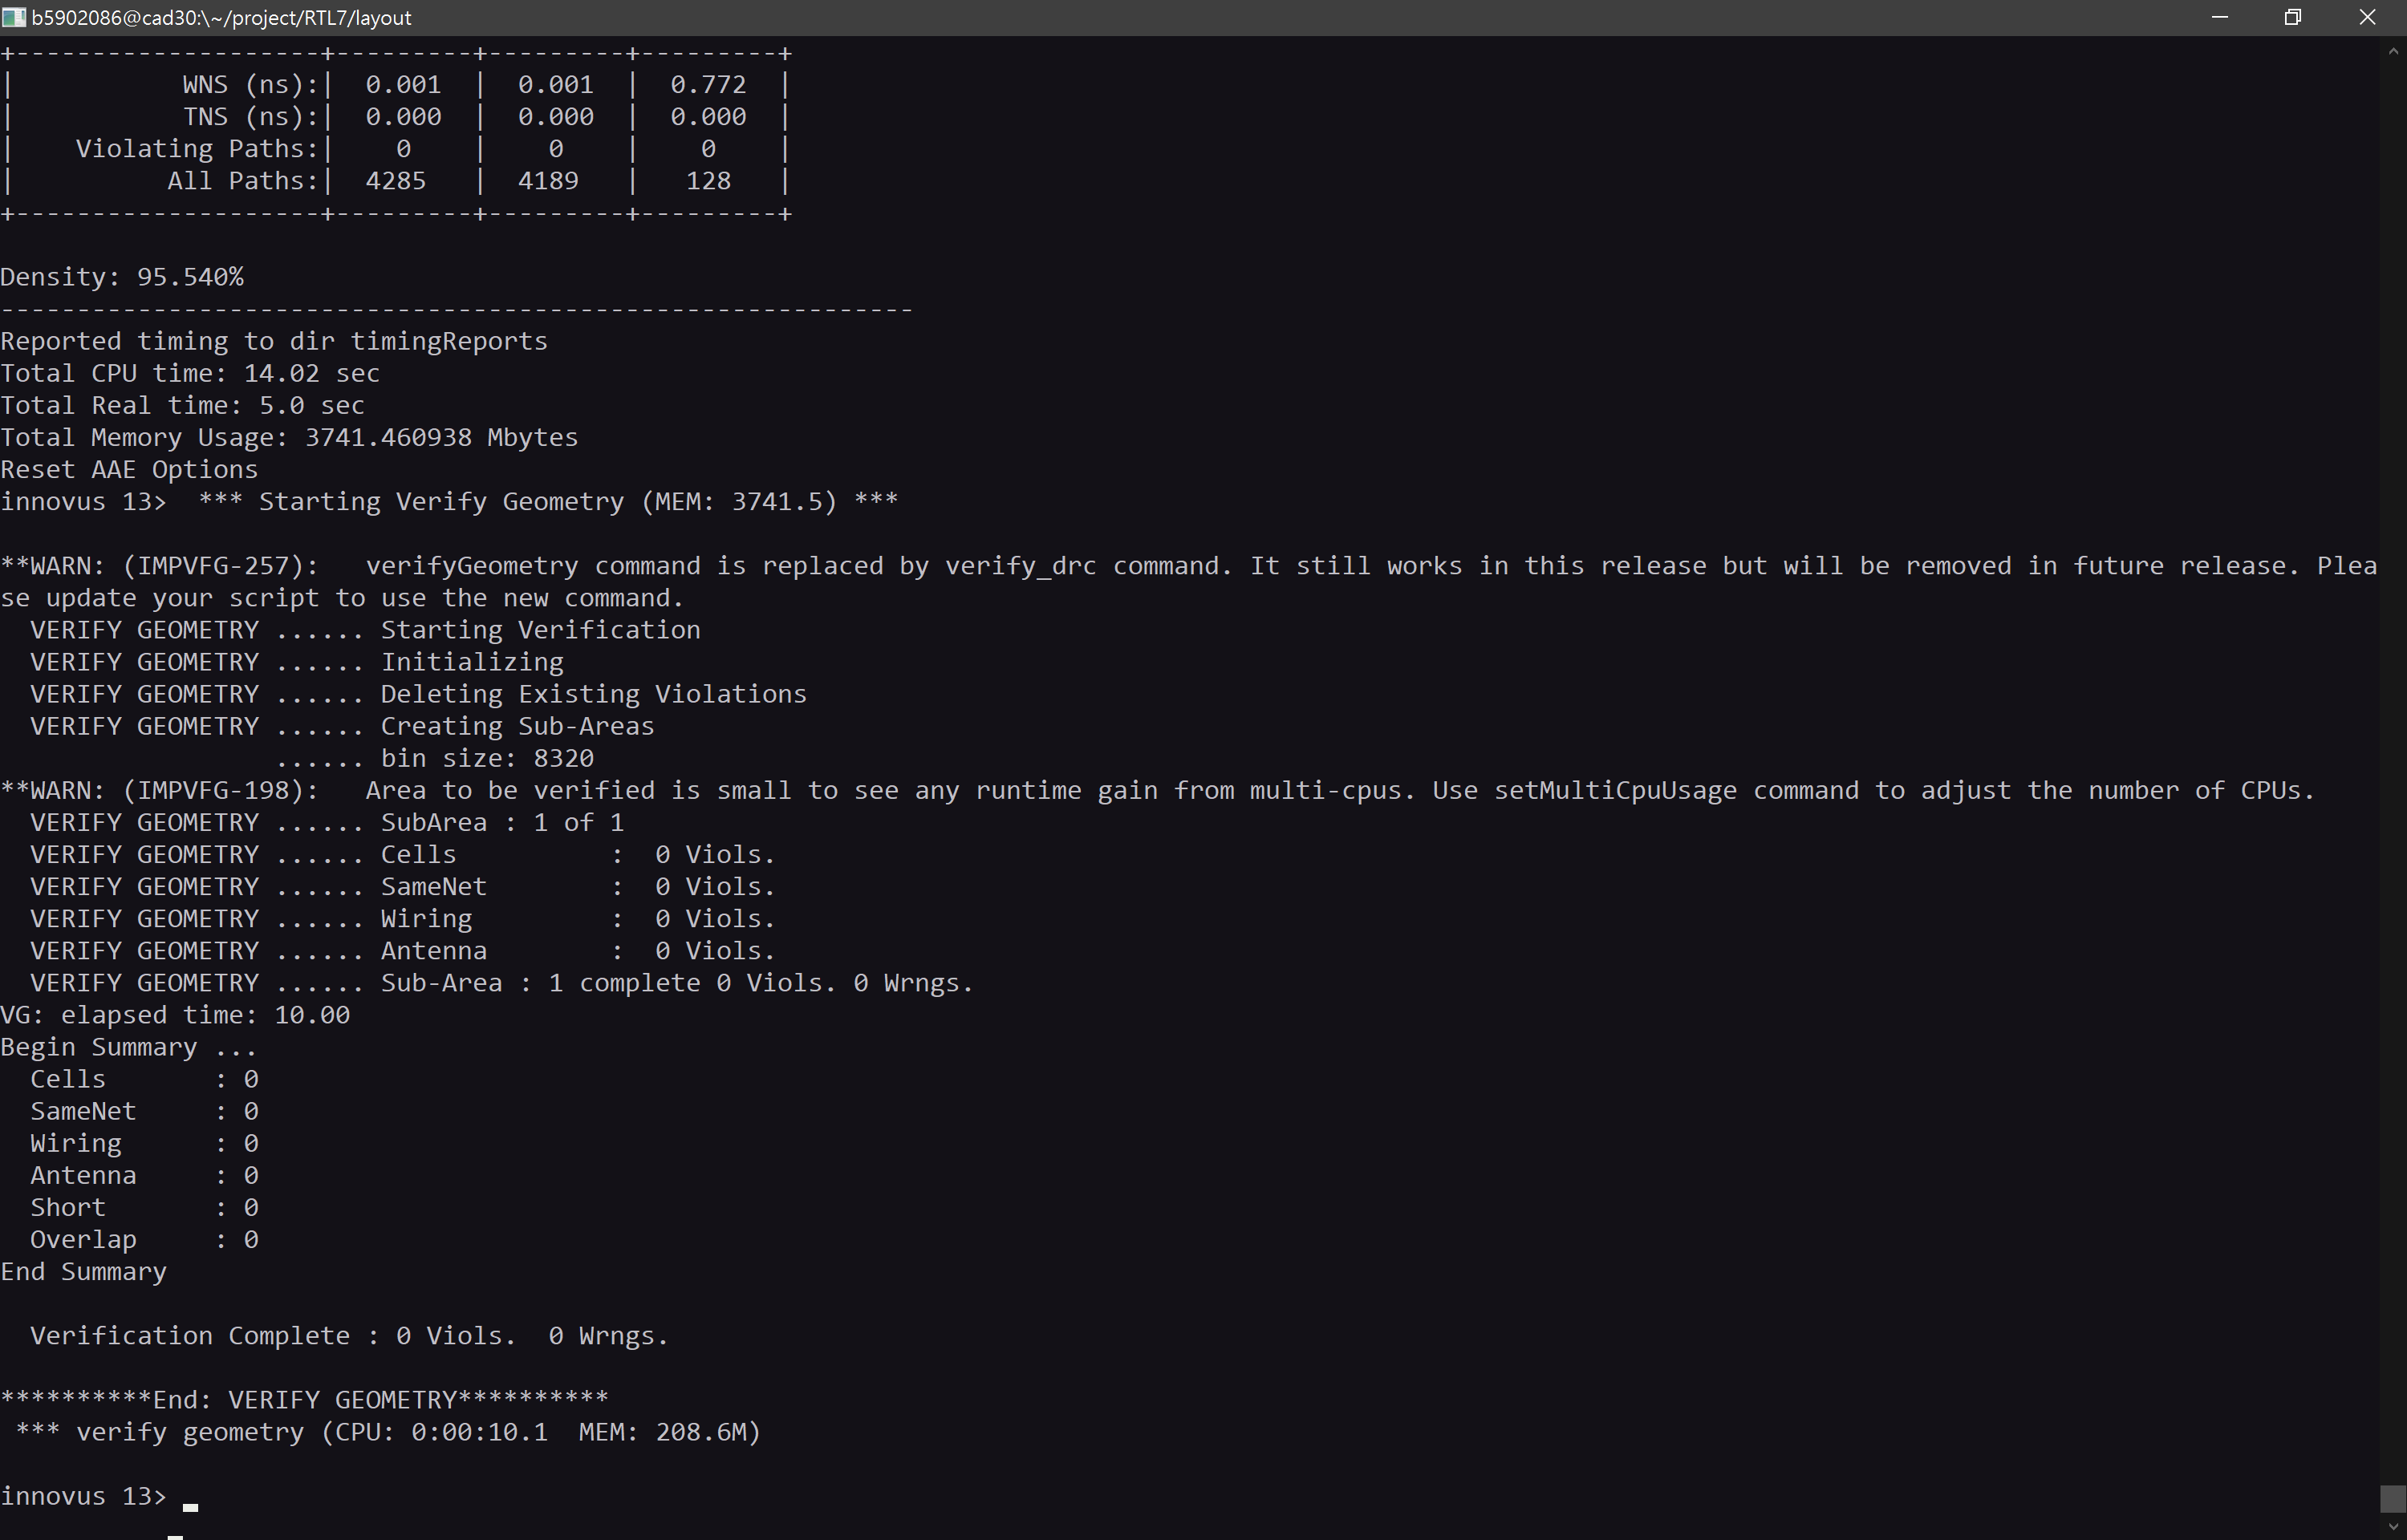 b5902086@cad30:\~/project/RTL7/layout
+--------------------+---------+---------+---------+
|           WNS (ns):|  0.001  |  0.001  |  0.772  |
|           TNS (ns):|  0.000  |  0.000  |  0.000  |
|    Violating Paths:|    0    |    0    |    0    |
|          All Paths:|  4285   |  4189   |   128   |
+--------------------+---------+---------+---------+
Density: 95.540%
------------------------------------------------------------
Reported timing to dir timingReports
Total CPU time: 14.02 sec
Total Real time: 5.0 sec
Total Memory Usage: 3741.460938 Mbytes
Reset AAE Options
innovus 13>  *** Starting Verify Geometry (MEM: 3741.5) ***
**WARN: (IMPVFG-257):   verifyGeometry command is replaced by verify_drc command. It still works in this release but will be removed in future release. Plea
se update your script to use the new command.
  VERIFY GEOMETRY ...... Starting Verification
  VERIFY GEOMETRY ...... Initializing
  VERIFY GEOMETRY ...... Deleting Existing Violations
  VERIFY GEOMETRY ...... Creating Sub-Areas
                  ...... bin size: 8320
**WARN: (IMPVFG-198):   Area to be verified is small to see any runtime gain from multi-cpus. Use setMultiCpuUsage command to adjust the number of CPUs.
  VERIFY GEOMETRY ...... SubArea : 1 of 1
  VERIFY GEOMETRY ...... Cells          :  0 Viols.
  VERIFY GEOMETRY ...... SameNet        :  0 Viols.
  VERIFY GEOMETRY ...... Wiring         :  0 Viols.
  VERIFY GEOMETRY ...... Antenna        :  0 Viols.
  VERIFY GEOMETRY ...... Sub-Area : 1 complete 0 Viols. 0 Wrngs.
VG: elapsed time: 10.00
Begin Summary ...
  Cells       : 0
  SameNet     : 0
  Wiring      : 0
  Antenna     : 0
  Short       : 0
  Overlap     : 0
End Summary
  Verification Complete : 0 Viols.  0 Wrngs.
**********End: VERIFY GEOMETRY**********
 *** verify geometry (CPU: 0:00:10.1  MEM: 208.6M)
innovus 13>